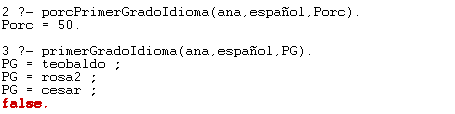 2 ?- porcPrimerGradoIdioma(ana,español,Porc).
Porc = 50.
3 ?- primerGradoIdioma(ana,español,PG).
PG = teobaldo ;
PG = rosa2 ;
PG = cesar ;
false.